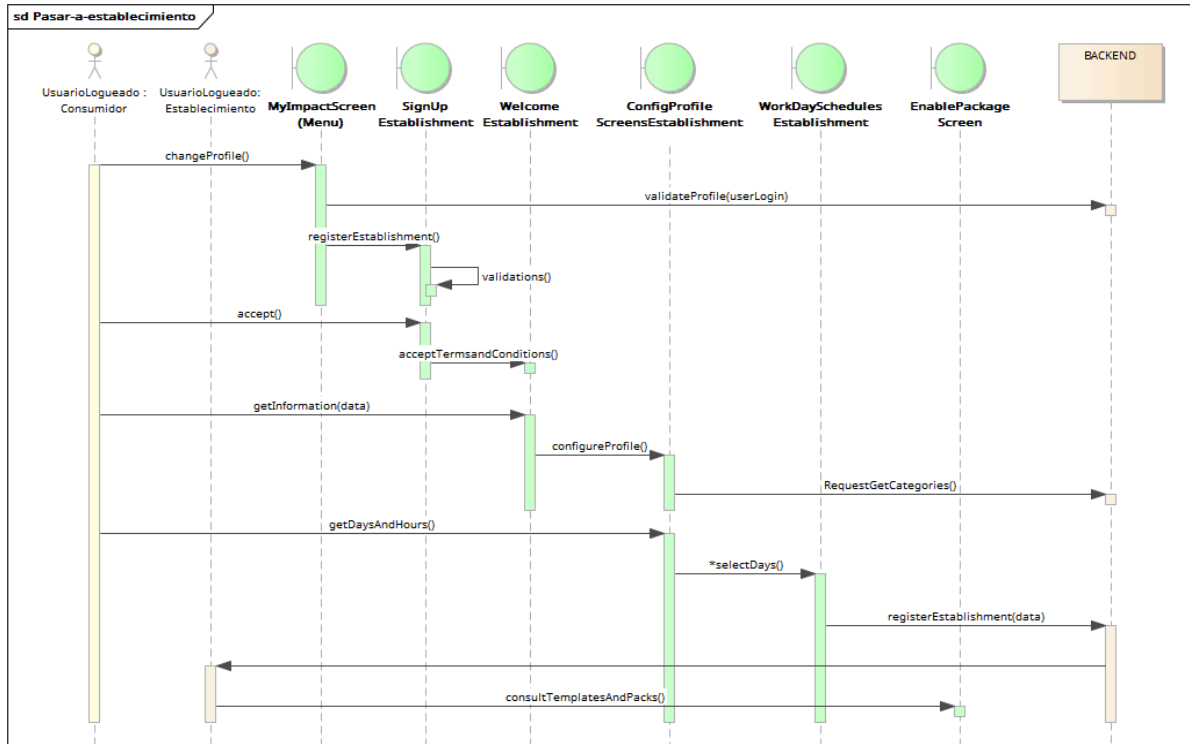 sd Pasar-a-establecimiento
UsuarioLogueado :
Consumidor
UsuarioLogueado:
Establecimiento
MyImpactScreen
(Menu)
SignUp
Establishment
Welcome
Establishment
ConfigProfile
ScreensEstablishment
WorkDaySchedules
Establishment
EnablePackage
Screen
BACKEND
changeProfile()
validateProfile(userLogin)
registerEstablishment()
validations()
accept()
acceptTermsandConditions()
getInformation(data)
configureProfile()
RequestGetCategories()
getDaysAndHours()
*selectDays()
registerEstablishment(data)
consultTemplatesAndPacks()